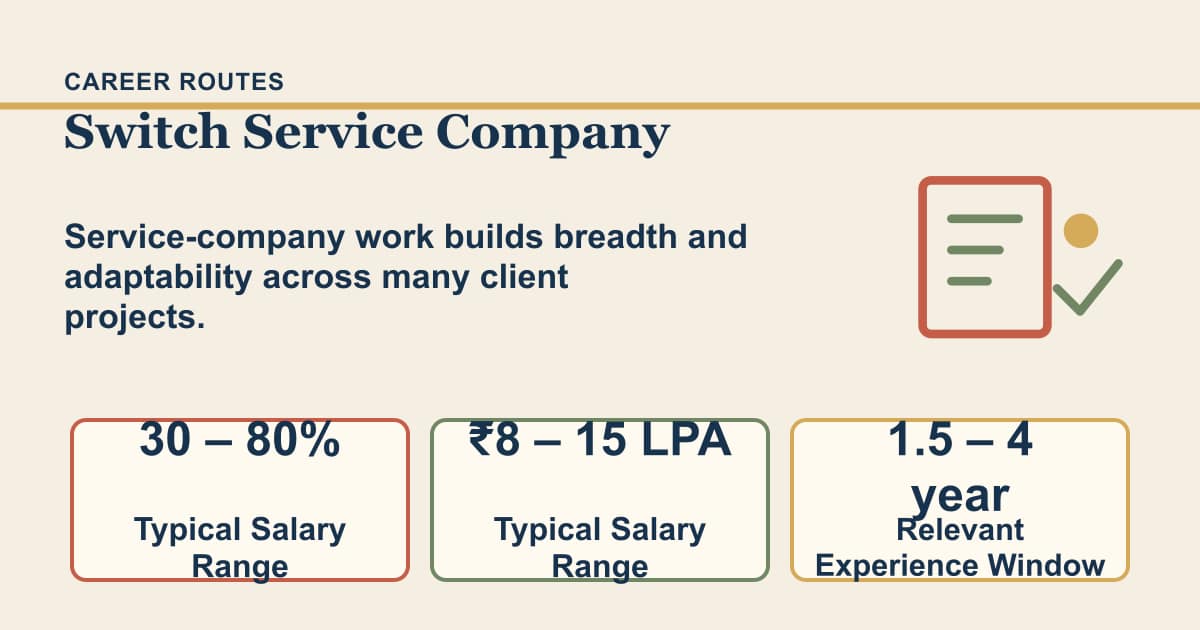 CAREER ROUTES
Switch Service Company
Service-company work builds breadth and
adaptability across many client
projects.
30 – 80%
Typical Salary
Range
₹8 – 15 LPA
Typical Salary
Range
1.5 – 4
year
Relevant
Experience Window